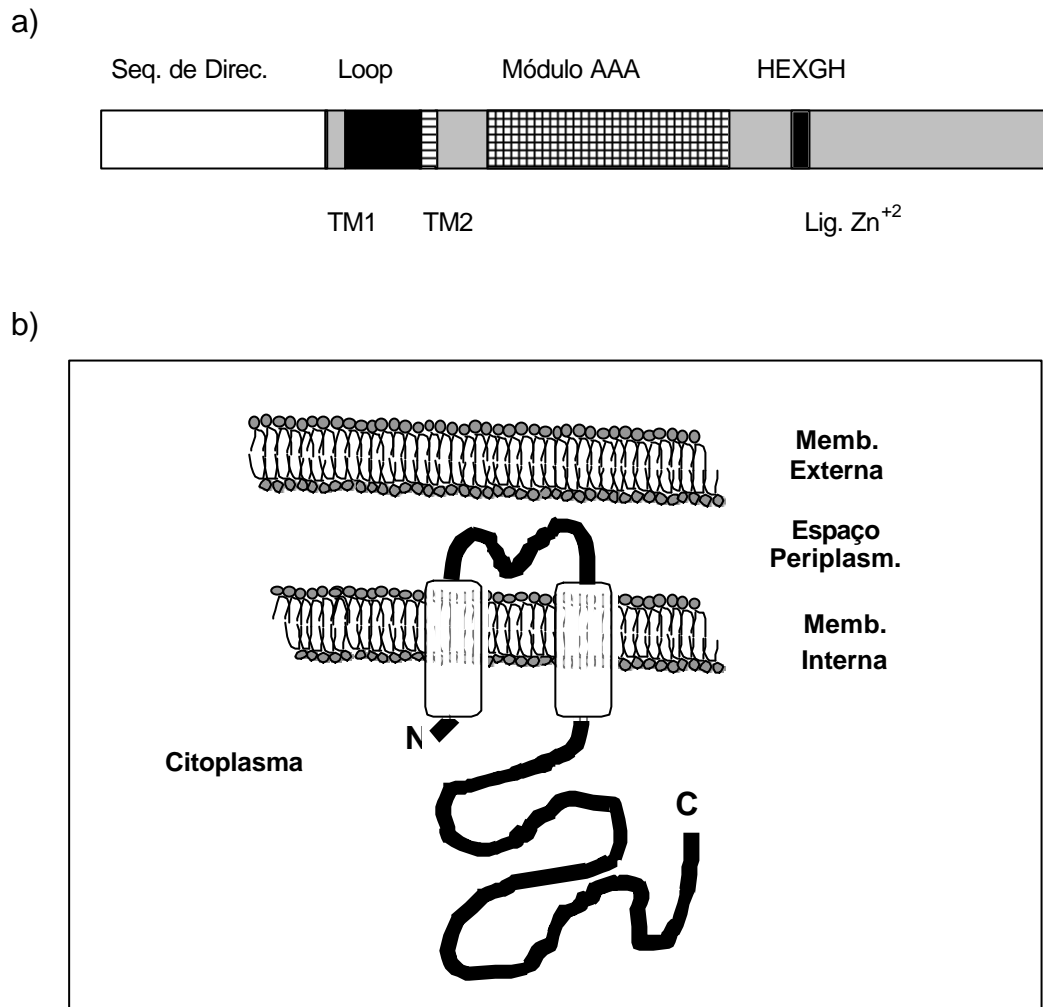 a)
Seq. de Direc. Loop Módulo AAA HEXGH
TM1 TM2 Lig. Zn+2
b)
Memb.
Externa
Espaço
Periplasm.
Memb.
Interna
N
Citoplasma
C